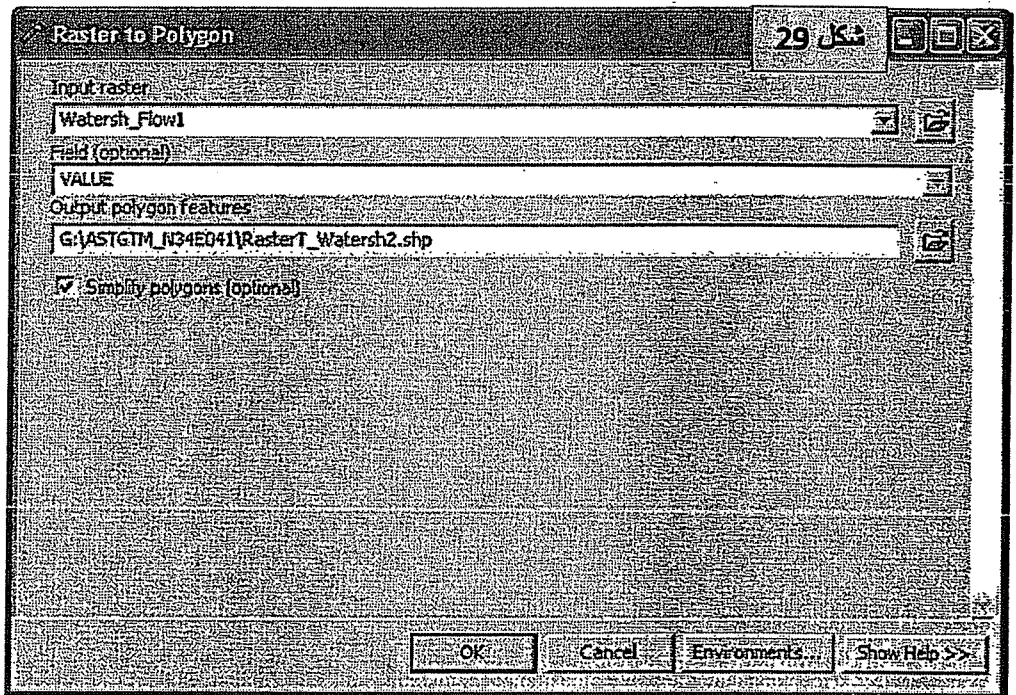 Raster to Polygon
شكل 29
Input raster
Watersh_Flow1
Field (optional)
VALUE
Output polygon features
G:\ASTGTM_N34E041\RasterT_Watersh2.shp
Simplify polygons (optional)
OK
Cancel
Environments...
Show Help >>